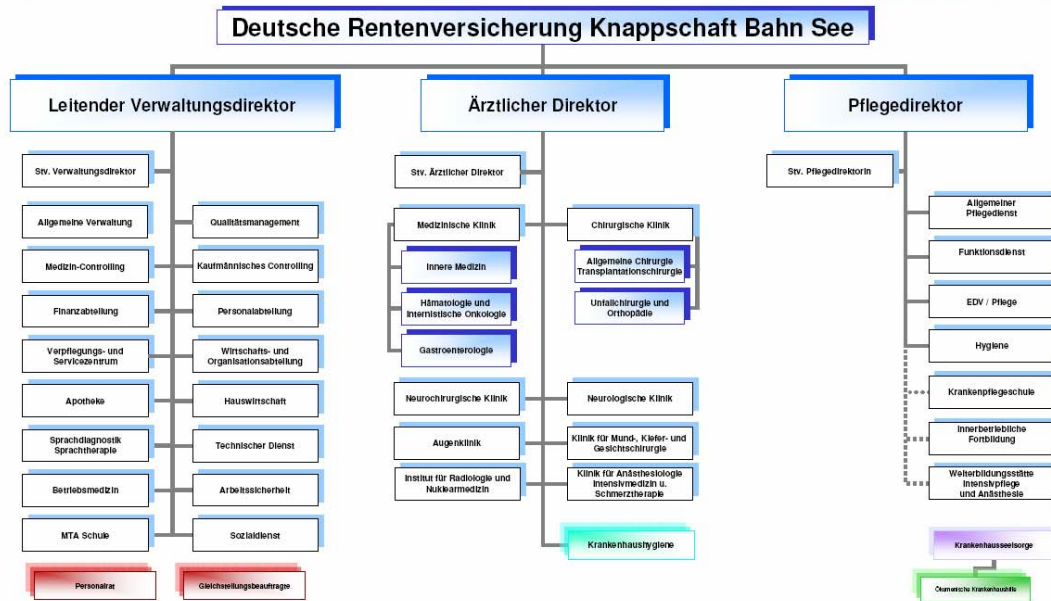 Deutsche Rentenversicherung Knappschaft Bahn See
Leitender Verwaltungsdirektor
Stv. Verwaltungsdirektor
Allgemeine Verwaltung
Qualitätsmanagement
Medizin-Controlling
Kaufmännisches Controlling
Finanzabteilung
Personalabteilung
Verpflegungs- und
Servicezentrum
Wirtschafts- und
Organisationsabteilung
Apotheke
Hauswirtschaft
Sprachdiagnostik
Sprachtherapie
Technischer Dienst
Betriebsmedizin
Arbeitssicherheit
MTA Schule
Sozialdienst
Personalrat
Gleichstellungsbeauftragte
Ärztlicher Direktor
Stv. Ärztlicher Direktor
Medizinische Klinik
Chirurgische Klinik
Innere Medizin
Hämatologie und
Internistische Onkologie
Gastroenterologie
Allgemeine Chirurgie
Transplantationschirurgie
Unfallchirurgie und
Orthopädie
Neurochirurgische Klinik
Neurologische Klinik
Augenklinik
Klinik für Mund-, Kiefer- und
Gesichtschirurgie
Institut für Radiologie und
Nuklearmedizin
Klinik für Anästhesiologie
Intensivmedizin u.
Schmerztherapie
Krankenhaushygiene
Pflegedirektor
Stv. Pflegedirektorin
Allgemeiner
Pflegedienst
Funktionsdienst
EDV / Pflege
Hygiene
Krankenpflegeschule
Innerbetriebliche
Fortbildung
Weiterbildungsstätte
Intensivpflege
und Anästhesie
Krankenhausseelsorge
Ökumenische Krankenhaushilfe